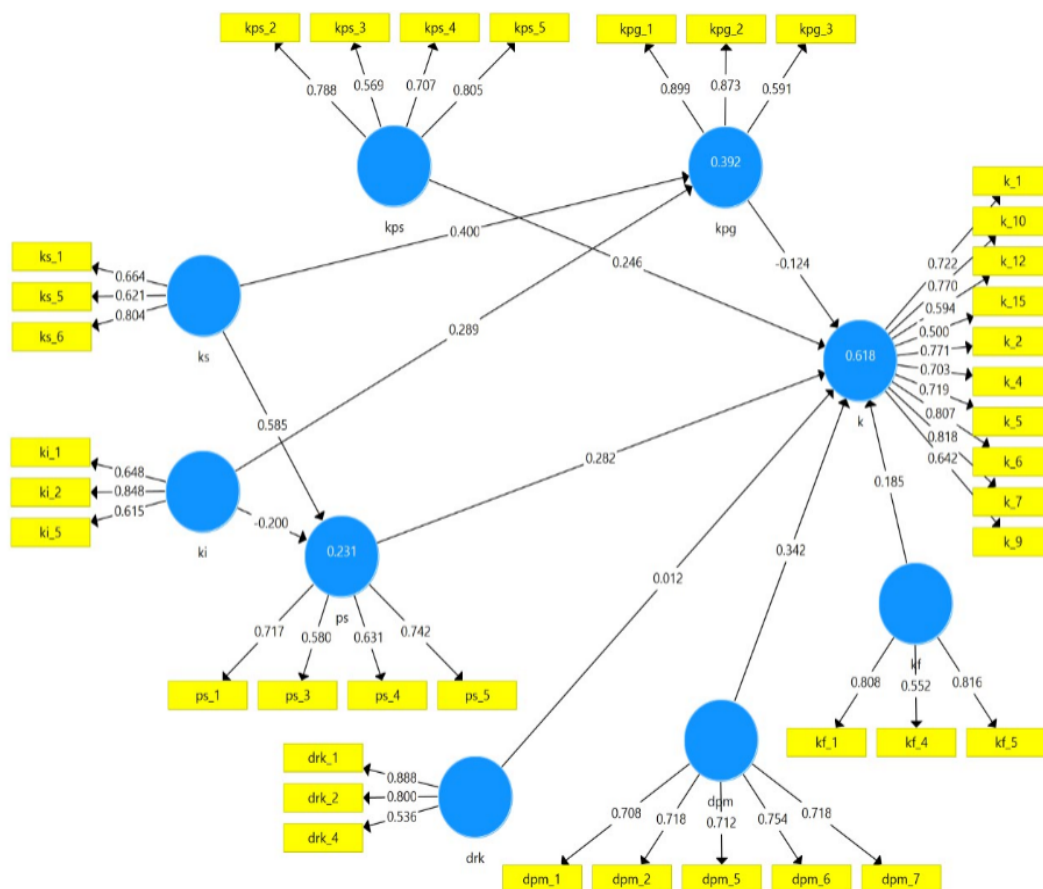 kps_2 kps_3 kps_4 kps_5 kpg_1 kpg_2 kpg_3
0.788 0.569 0.707 0.805 0.899 0.873 0.591
0.392
kps kpg
k_1
k_10
k_12
k_15
k_2
k_4
k_5
k_6
k_7
k_9
0.722
0.770
0.594
0.500
0.771
0.703
0.719
0.807
0.818
0.642
0.400
0.246
-0.124
ks_1 0.664
ks_5 0.621
ks_6 0.804
ks
0.289
0.618
k
0.585
0.282
0.185
ki_1 0.648
ki_2 0.848
ki_5 0.615
ki
-0.200
0.231
ps
0.342
0.012
0.717 0.580 0.631 0.742
ps_1 ps_3 ps_4 ps_5
kf
0.808 0.552 0.816
kf_1 kf_4 kf_5
drk_1 0.888
drk_2 0.800
drk_4 0.536
drk
dpm
0.708 0.718 0.712 0.754 0.718
dpm_1 dpm_2 dpm_5 dpm_6 dpm_7